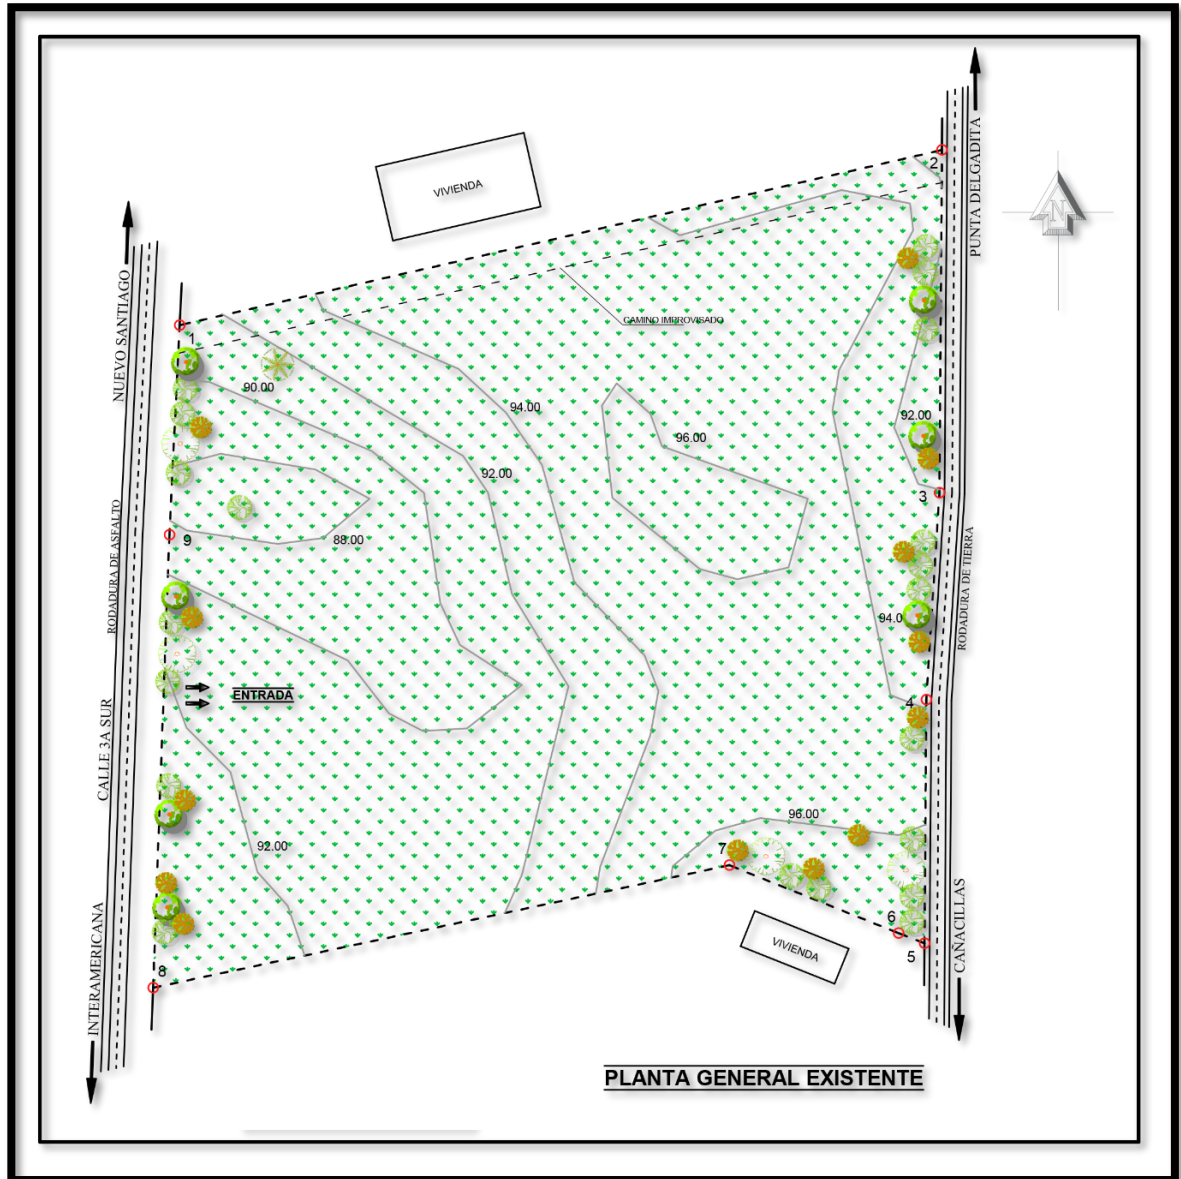 PUNTA DELGADITA
2
VIVIENDA
N
NUEVO SANTIAGO
1
CAMINO IMPROVISADO
90.00
94.00
92.00
96.00
92.00
3
88.00
9
RODADURA DE ASFALTO
RODADURA DE TIERRA
94.0
4
ENTRADA
CALLE 3A SUR
96.00
92.00
7
6
5
VIVIENDA
CAÑACILLAS
INTERAMERICANA
8
PLANTA GENERAL EXISTENTE